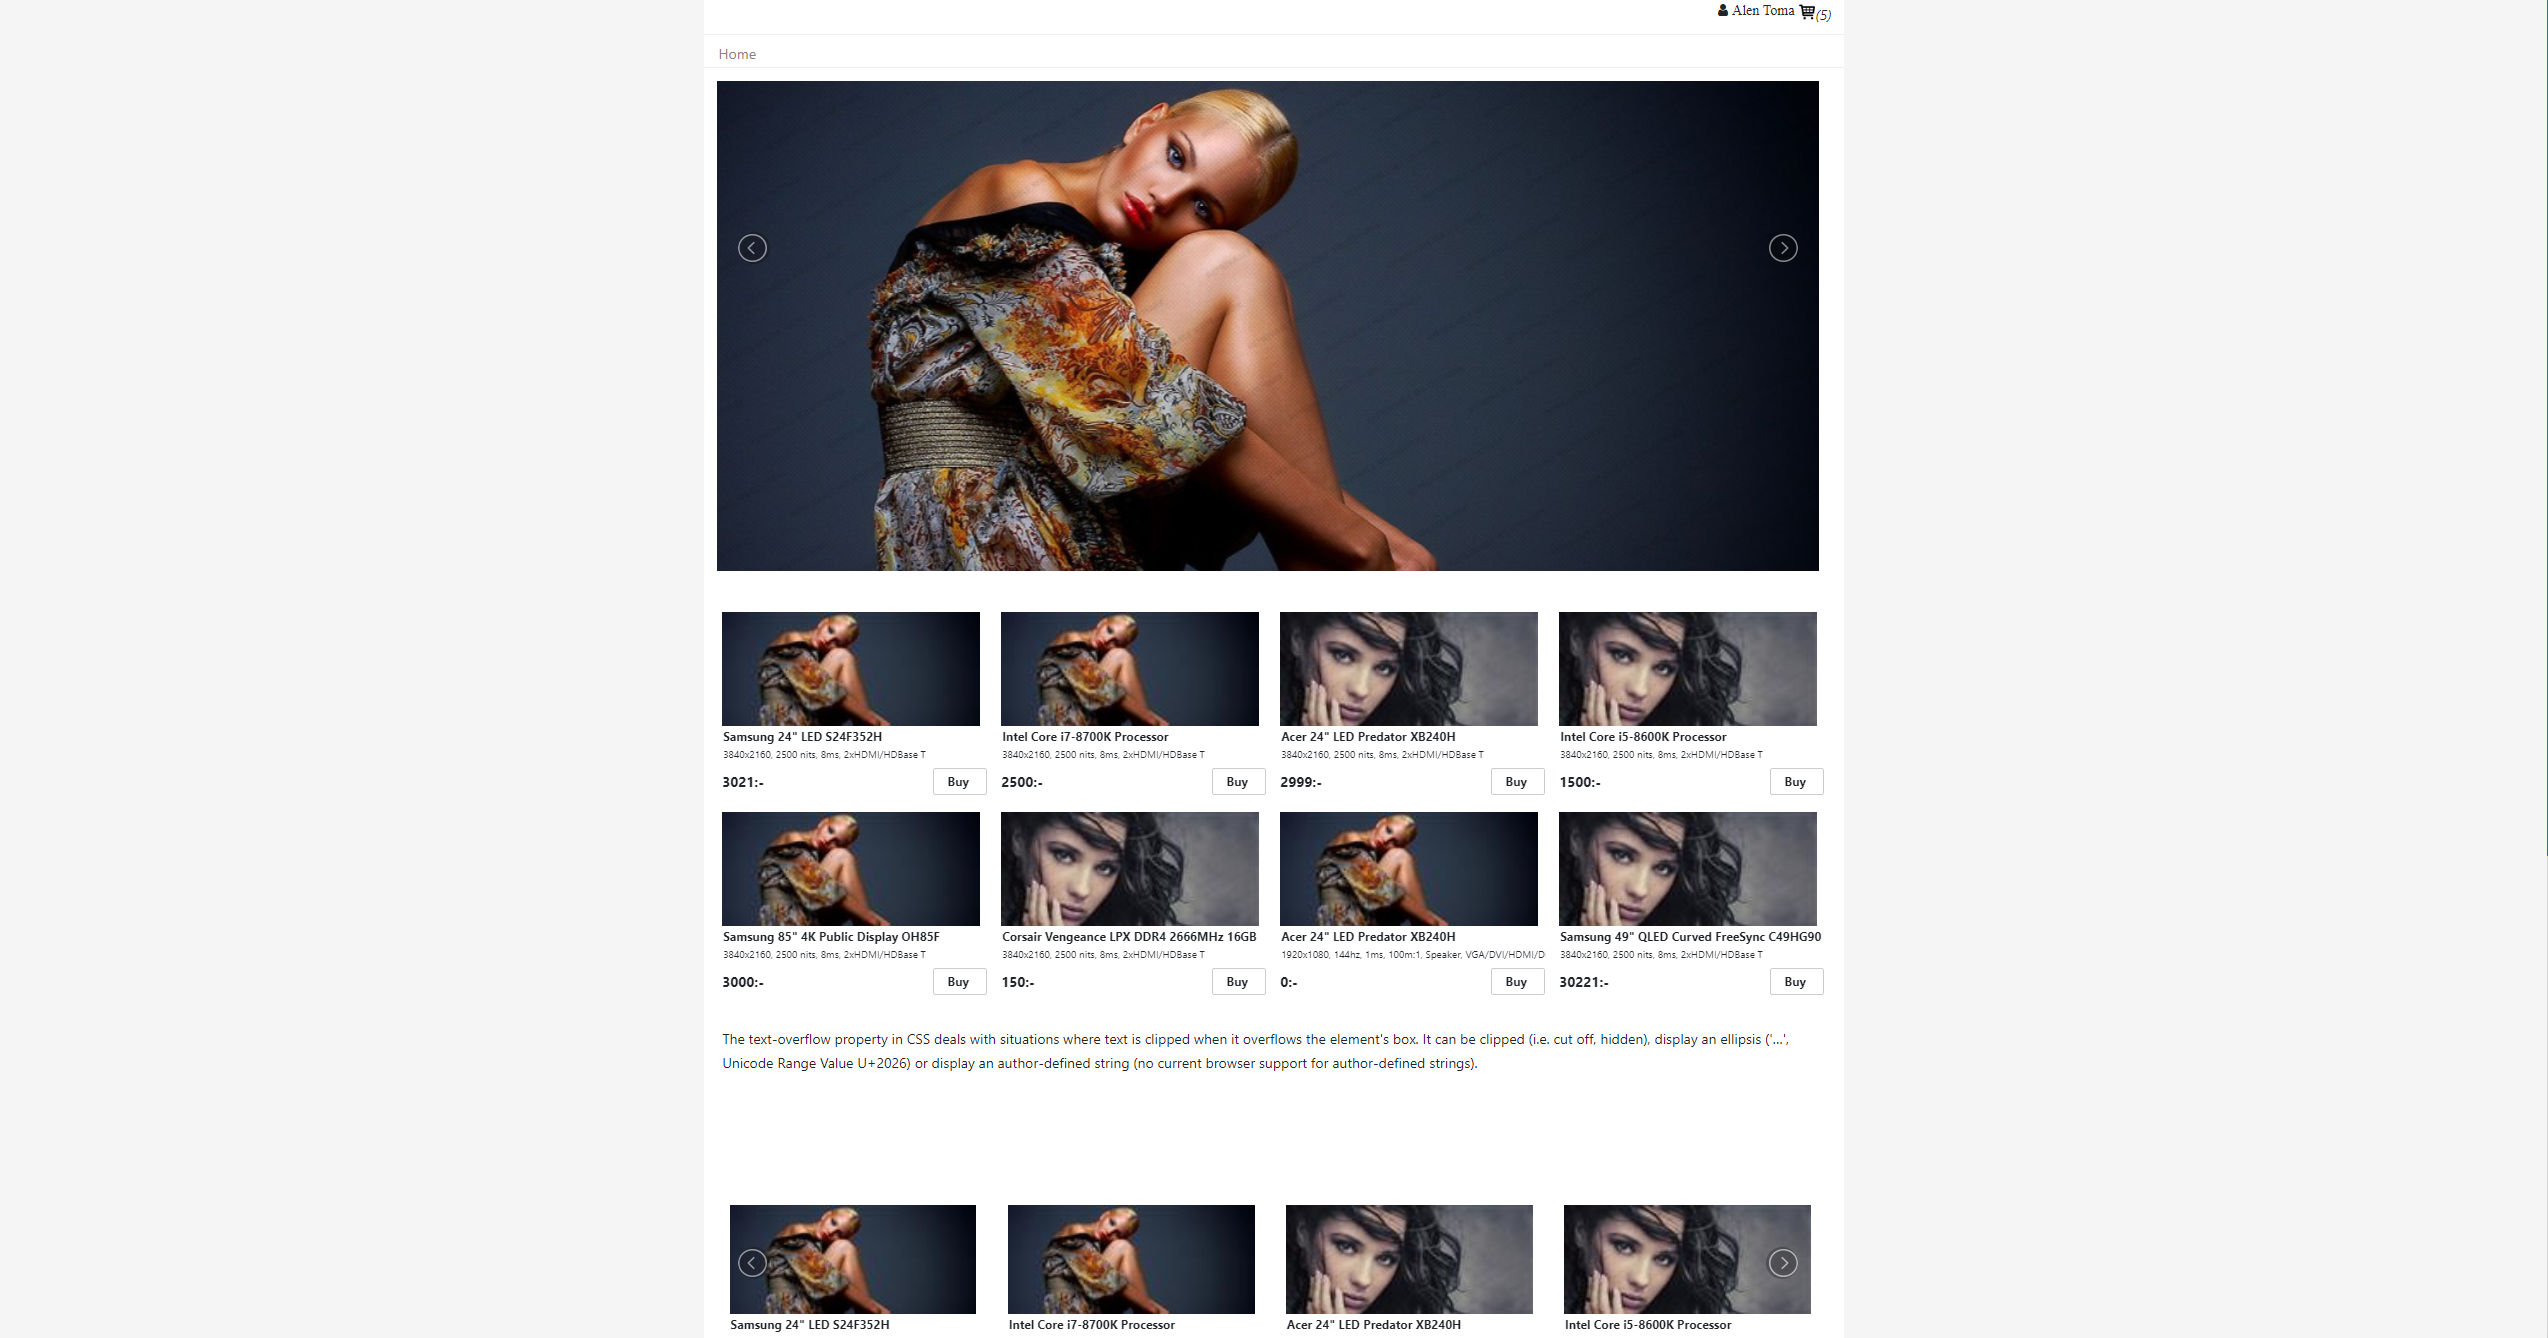 Alen Toma (5)
Home
Samsung 24" LED S24F352H
3840x2160, 2500 nits, 8ms, 2xHDMI/HDBase T
3021:-
Buy
Intel Core i7-8700K Processor
3840x2160, 2500 nits, 8ms, 2xHDMI/HDBase T
2500:-
Buy
Acer 24" LED Predator XB240H
3840x2160, 2500 nits, 8ms, 2xHDMI/HDBase T
2999:-
Buy
Intel Core i5-8600K Processor
3840x2160, 2500 nits, 8ms, 2xHDMI/HDBase T
1500:-
Buy
Samsung 85" 4K Public Display OH85F
3840x2160, 2500 nits, 8ms, 2xHDMI/HDBase T
3000:-
Buy
Corsair Vengeance LPX DDR4 2666MHz 16GB
3840x2160, 2500 nits, 8ms, 2xHDMI/HDBase T
150:-
Buy
Acer 24" LED Predator XB240H
1920x1080, 144hz, 1ms, 100m:1, Speaker, VGA/DVI/HDMI/D
0:-
Buy
Samsung 49" QLED Curved FreeSync C49HG90
3840x2160, 2500 nits, 8ms, 2xHDMI/HDBase T
30221:-
Buy
The text-overflow property in CSS deals with situations where text is clipped when it overflows the element's box. It can be clipped (i.e. cut off, hidden), display an ellipsis ('…',
Unicode Range Value U+2026) or display an author-defined string (no current browser support for author-defined strings).
Samsung 24" LED S24F352H
Intel Core i7-8700K Processor
Acer 24" LED Predator XB240H
Intel Core i5-8600K Processor